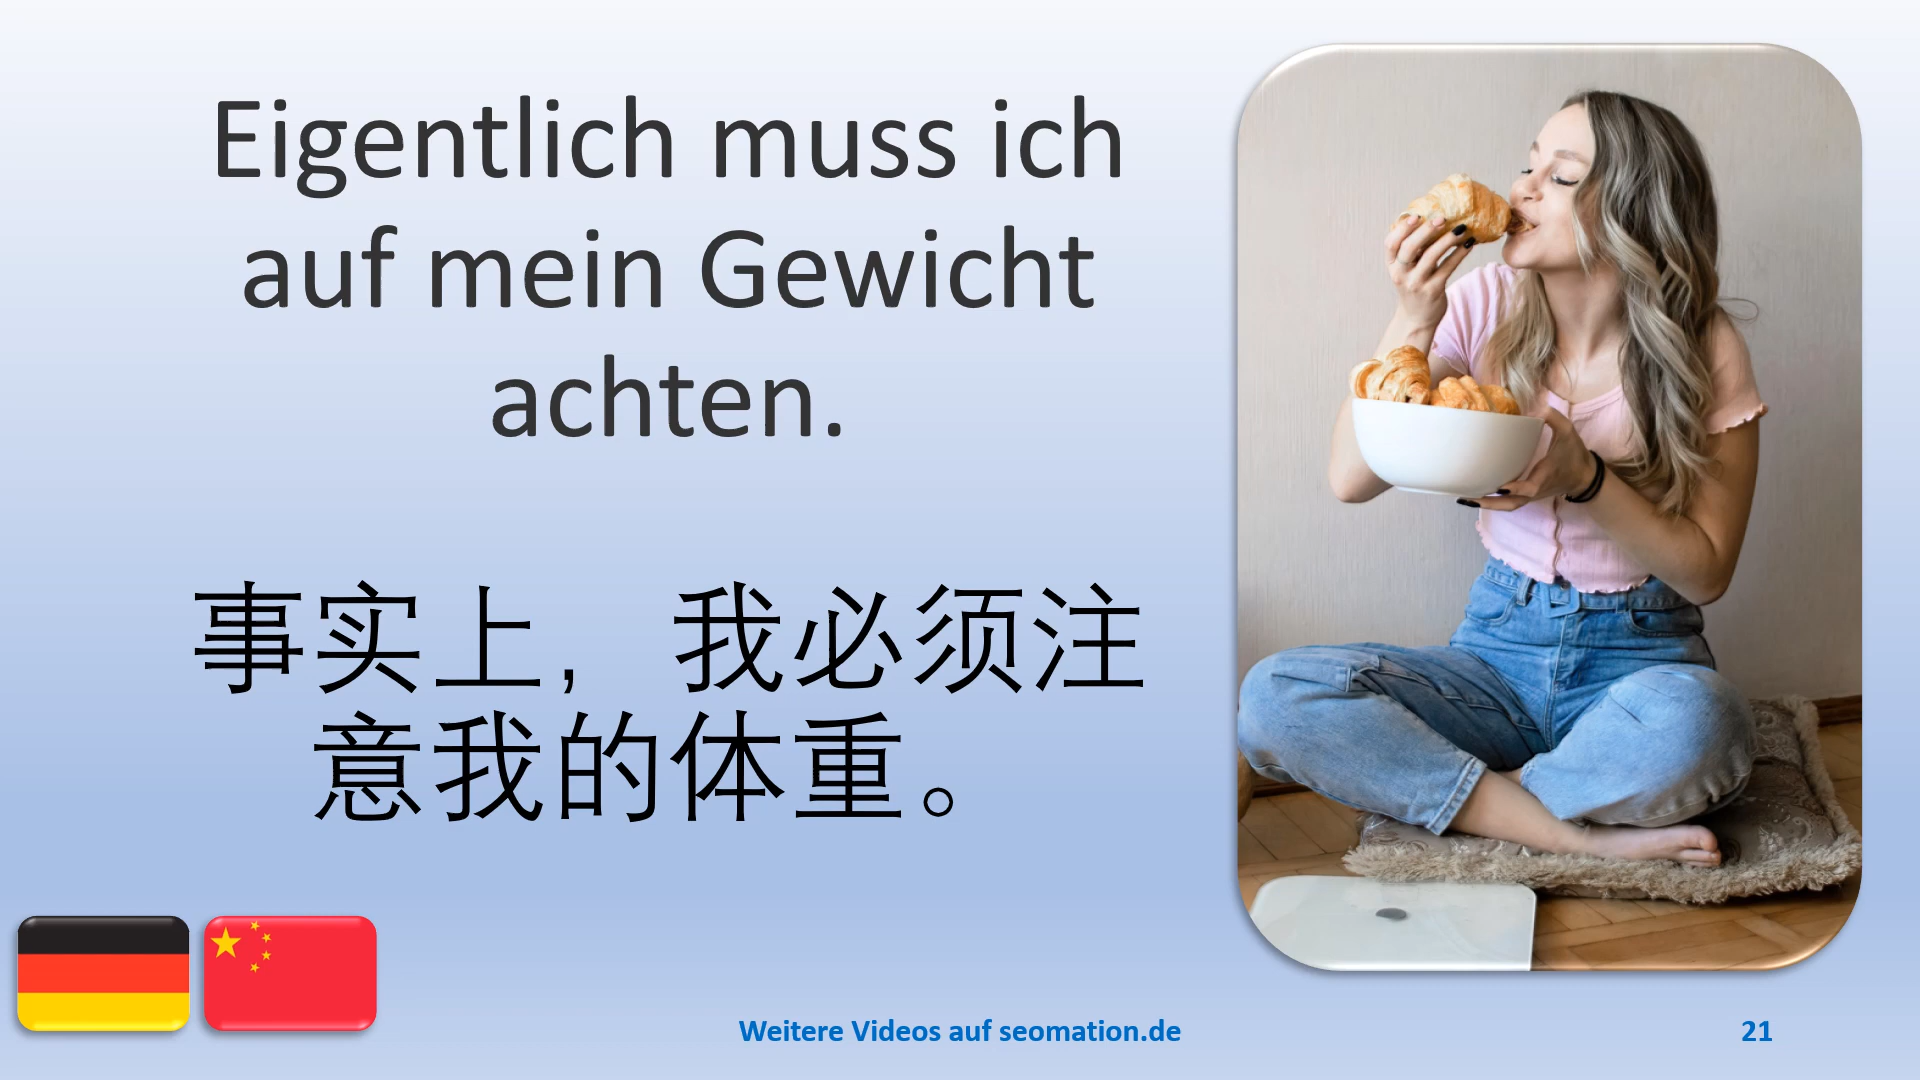 Eigentlich muss ich
auf mein Gewicht
achten.
事实上，我必须注
意我的体重。
Weitere Videos auf seomation.de
21